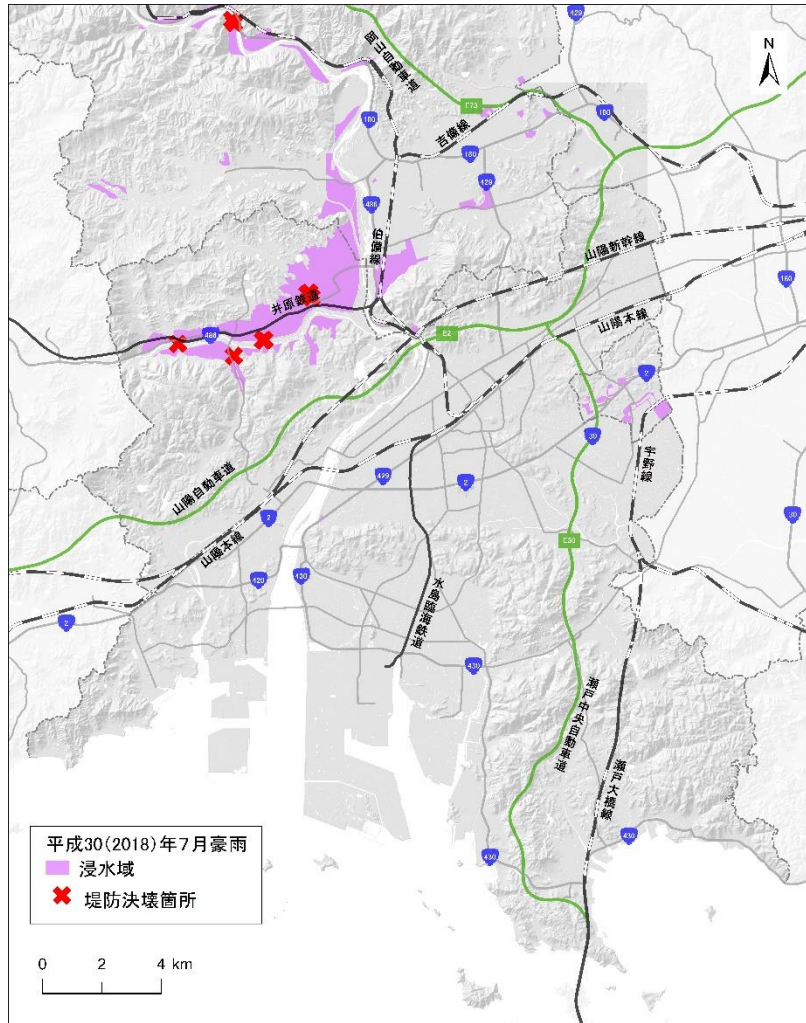 429
N
岡山自動車道
E73
180
吉備線
180
180
429
486
伯備線
山陽新幹線
井原鉄道
486
E2
山陽本線
2
30
宇野線
山陽自動車道
429
2
山陽本線
2
30
E30
420
430
2
水島臨海鉄道
430
瀬戸中央自動車道
瀬戸大橋線
平成30(2018)年7月豪雨
浸水域
堤防決壊箇所
430
430
0 2 4 km